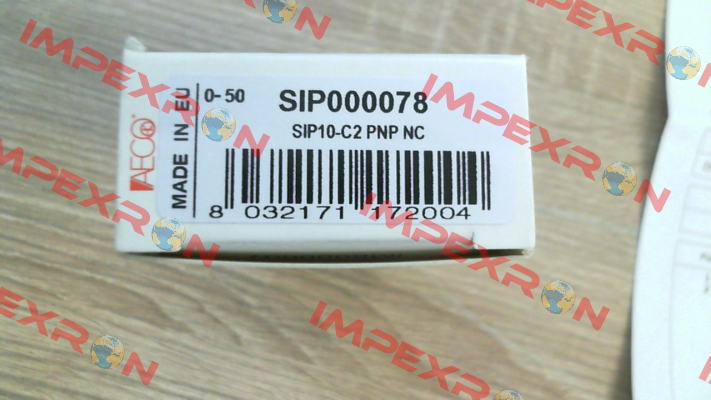 IMPEXRON
AECO
MADE IN EU
0-50
SIP000078
SIP10-C2 PNP NC
8 032171 172004
IMPEXRON
IMPEXRON
IMPEXRON
IMPEXRON
IMPEXRON